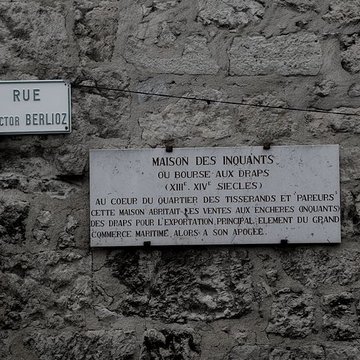 RUE
CTOR BERLIOZ
MAISON DES INQUANTS
OU BOURSE AUX DRAPS
(XIIIᵉ XIVᵉ SIECLES)
AU COEUR DU QUARTIER DES TISSERANDS ET PAREURS
CETTE MAISON ABRITAIT LES VENTES AUX ENCHERES (INQUANTS)
DES DRAPS POUR L'EXPORTATION, PRINCIPAL ELEMENT DU GRAND
COMMERCE MARITIME ALORS A SON APOGEE.